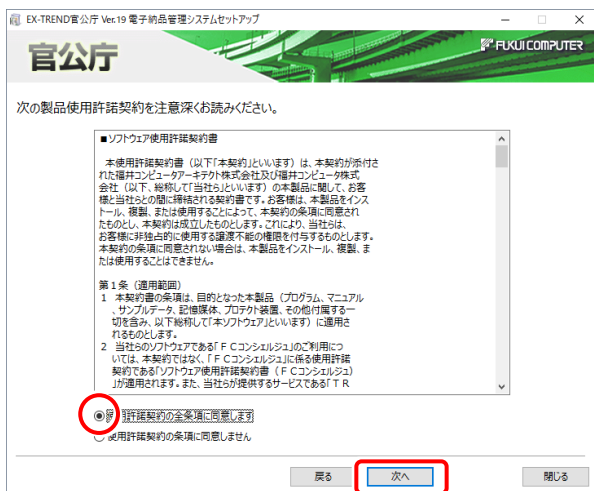 EX-TREND官公庁 Ver.19 電子納品管理システムセットアップ
官公庁
FUKUI COMPUTER
次の製品使用許諾契約を注意深くお読みください。
■ソフトウェア使用許諾契約書
本使用許諾契約書（以下「本契約」といいます）は、本契約が添付さ
れた福井コンピュータアーキテクト株式会社及び福井コンピュータ株式
会社（以下、総称して「当社ら」といいます）の本製品に関して、お客
様と当社らとの間に締結される契約書です。お客様は、本製品をインス
トール、複製、または使用することによって、本契約の条項に同意され
たものとし、本契約は成立したものとします。これにより、当社らは、
お客様に非独占的に使用する譲渡不能の権限を付与するものとします。
本契約の条項に同意されない場合は、本製品をインストール、複製、ま
たは使用することはできません。
第１条（適用範囲）
１ 本契約書の条項は、目的となった本製品（プログラム、マニュアル
、サンプルデータ、記憶媒体、プロテクト装置、その他付属する一
切を含み、以下総称して「本ソフトウェア」といいます）に適用さ
れるものとします。
２ 当社らのソフトウェアである「ＦＣコンシェルジュ」のご利用につ
いては、本契約ではなく、「ＦＣコンシェルジュ」に係る使用許諾
契約である「ソフトウェア使用許諾契約書（ＦＣコンシェルジュ）
」が適用されます。また、当社らが提供するサービスである「ＴＲ
用許諾契約の全条項に同意します
使用許諾契約の条項に同意しません
戻る 次へ 閉じる